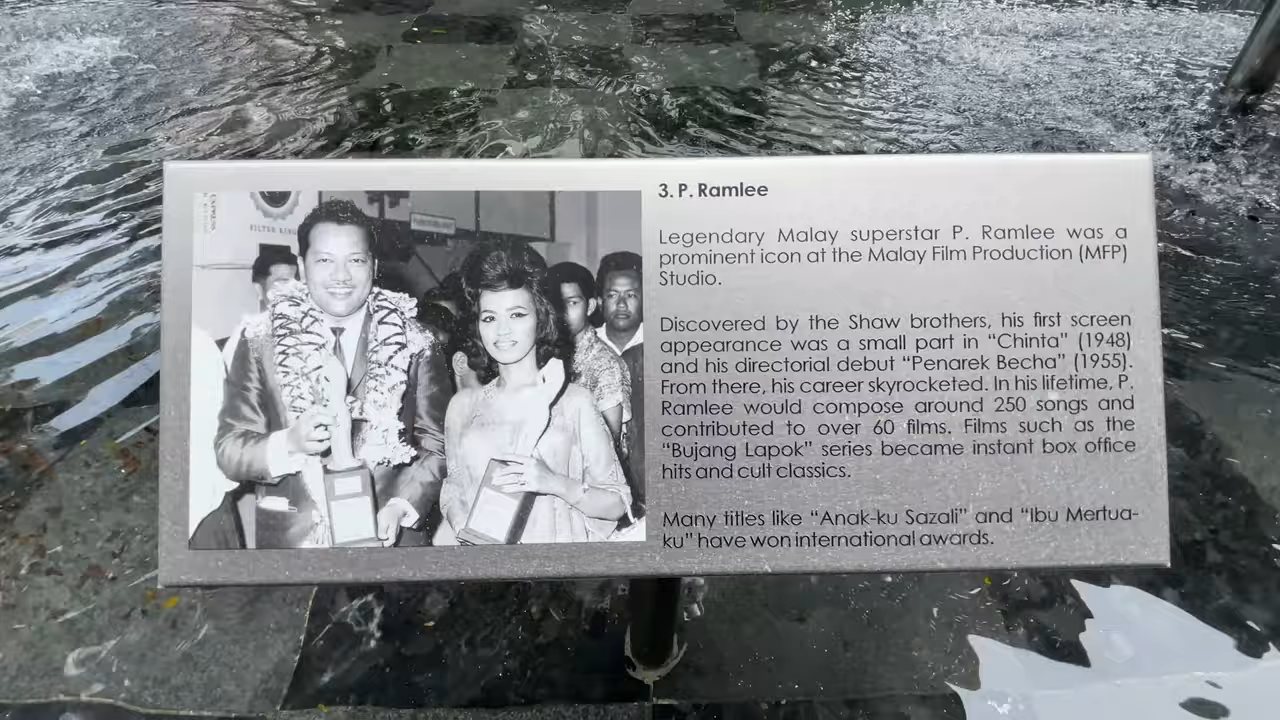 EXPRESS
FILTER KING
3. P. Ramlee
Legendary Malay superstar P. Ramlee was a
prominent icon at the Malay Film Production (MFP)
Studio.
Discovered by the Shaw brothers, his first screen
appearance was a small part in “Chinta” (1948)
and his directorial debut “Penarek Becha” (1955).
From there, his career skyrocketed. In his lifetime, P.
Ramlee would compose around 250 songs and
contributed to over 60 films. Films such as the
“Bujang Lapok” series became instant box office
hits and cult classics.
Many titles like “Anak-ku Sazali” and “Ibu Mertua-
ku” have won international awards.